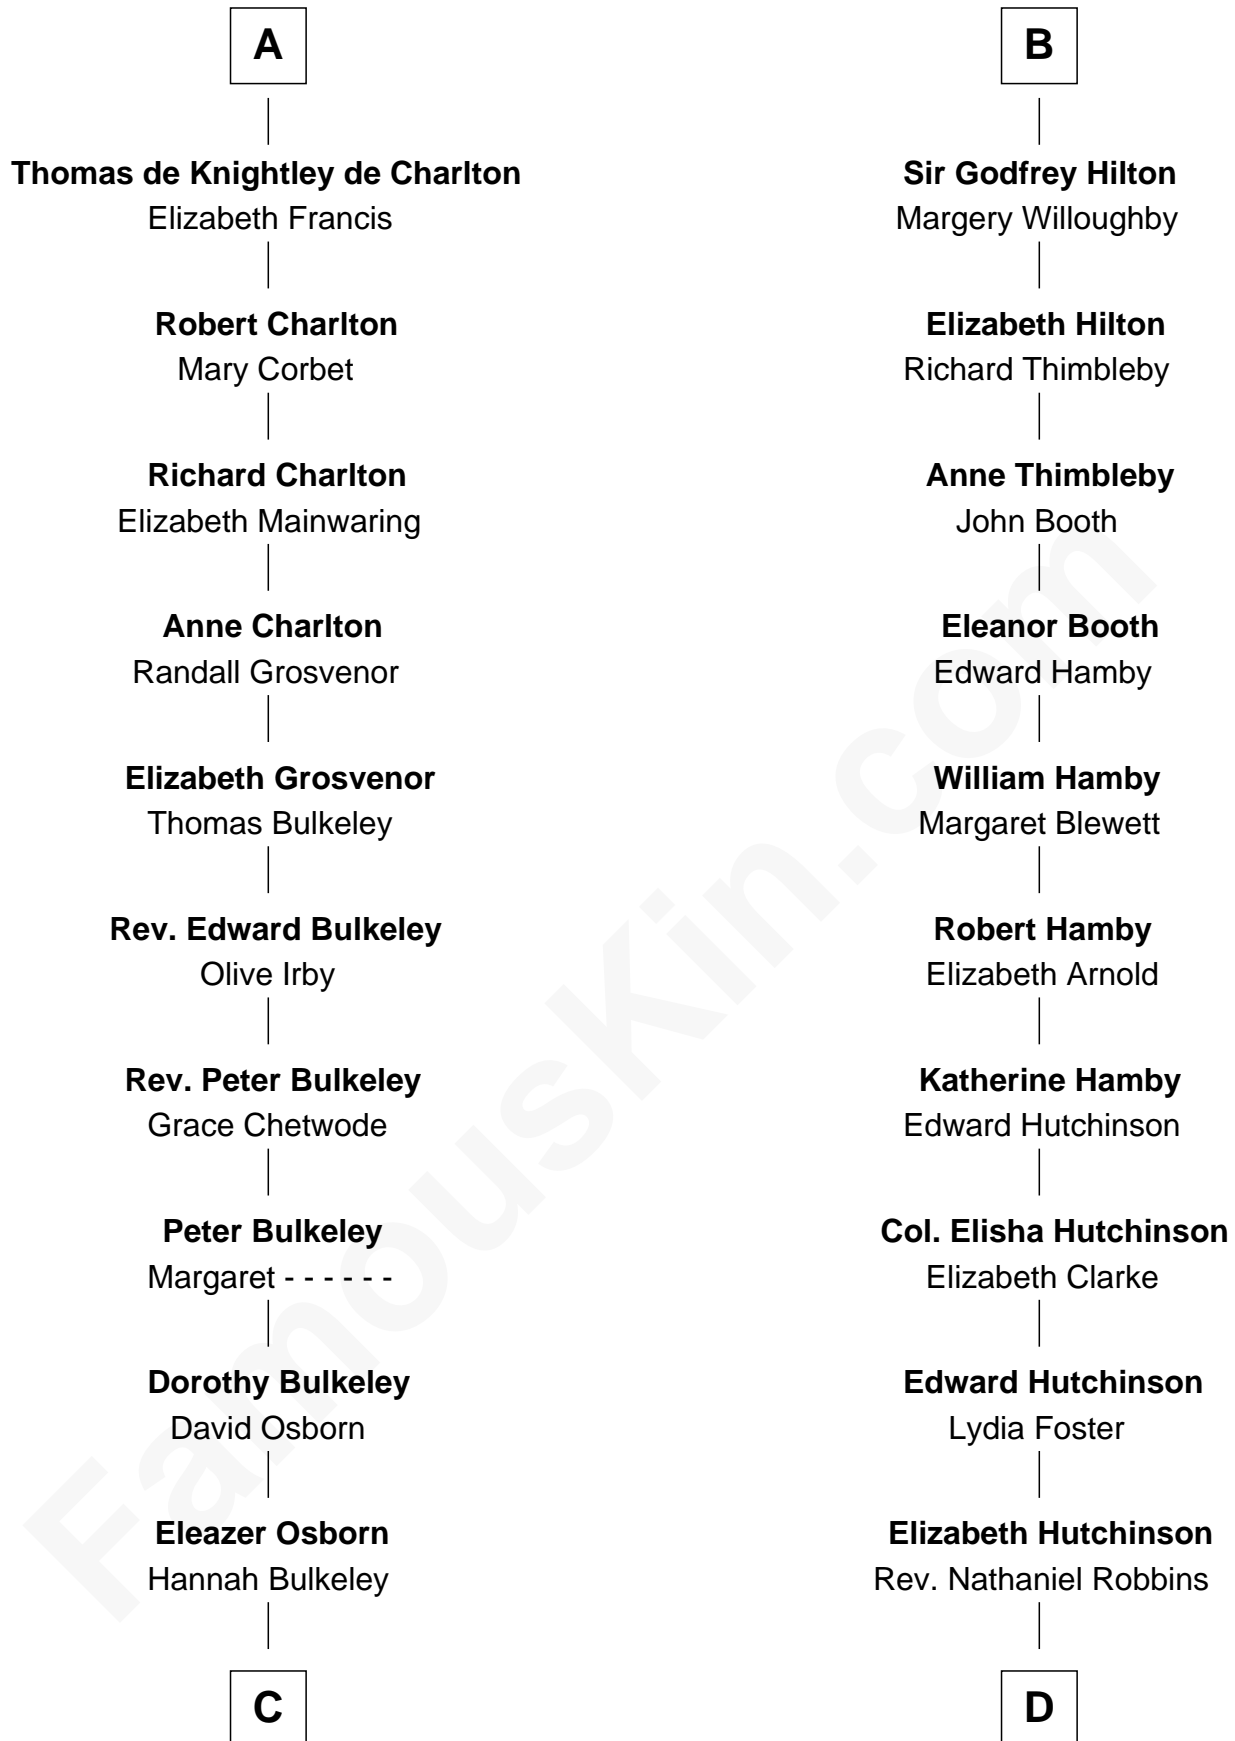 A
Thomas de Knightley de Charlton
Elizabeth Francis
Robert Charlton
Mary Corbet
Richard Charlton
Elizabeth Mainwaring
Anne Charlton
Randall Grosvenor
Elizabeth Grosvenor
Thomas Bulkeley
Rev. Edward Bulkeley
Olive Irby
Rev. Peter Bulkeley
Grace Chetwode
Peter Bulkeley
Margaret - - - - - -
Dorothy Bulkeley
David Osborn
Eleazer Osborn
Hannah Bulkeley
C
B
Sir Godfrey Hilton
Margery Willoughby
Elizabeth Hilton
Richard Thimbleby
Anne Thimbleby
John Booth
Eleanor Booth
Edward Hamby
William Hamby
Margaret Blewett
Robert Hamby
Elizabeth Arnold
Katherine Hamby
Edward Hutchinson
Col. Elisha Hutchinson
Elizabeth Clarke
Edward Hutchinson
Lydia Foster
Elizabeth Hutchinson
Rev. Nathaniel Robbins
D
FamousKin.com